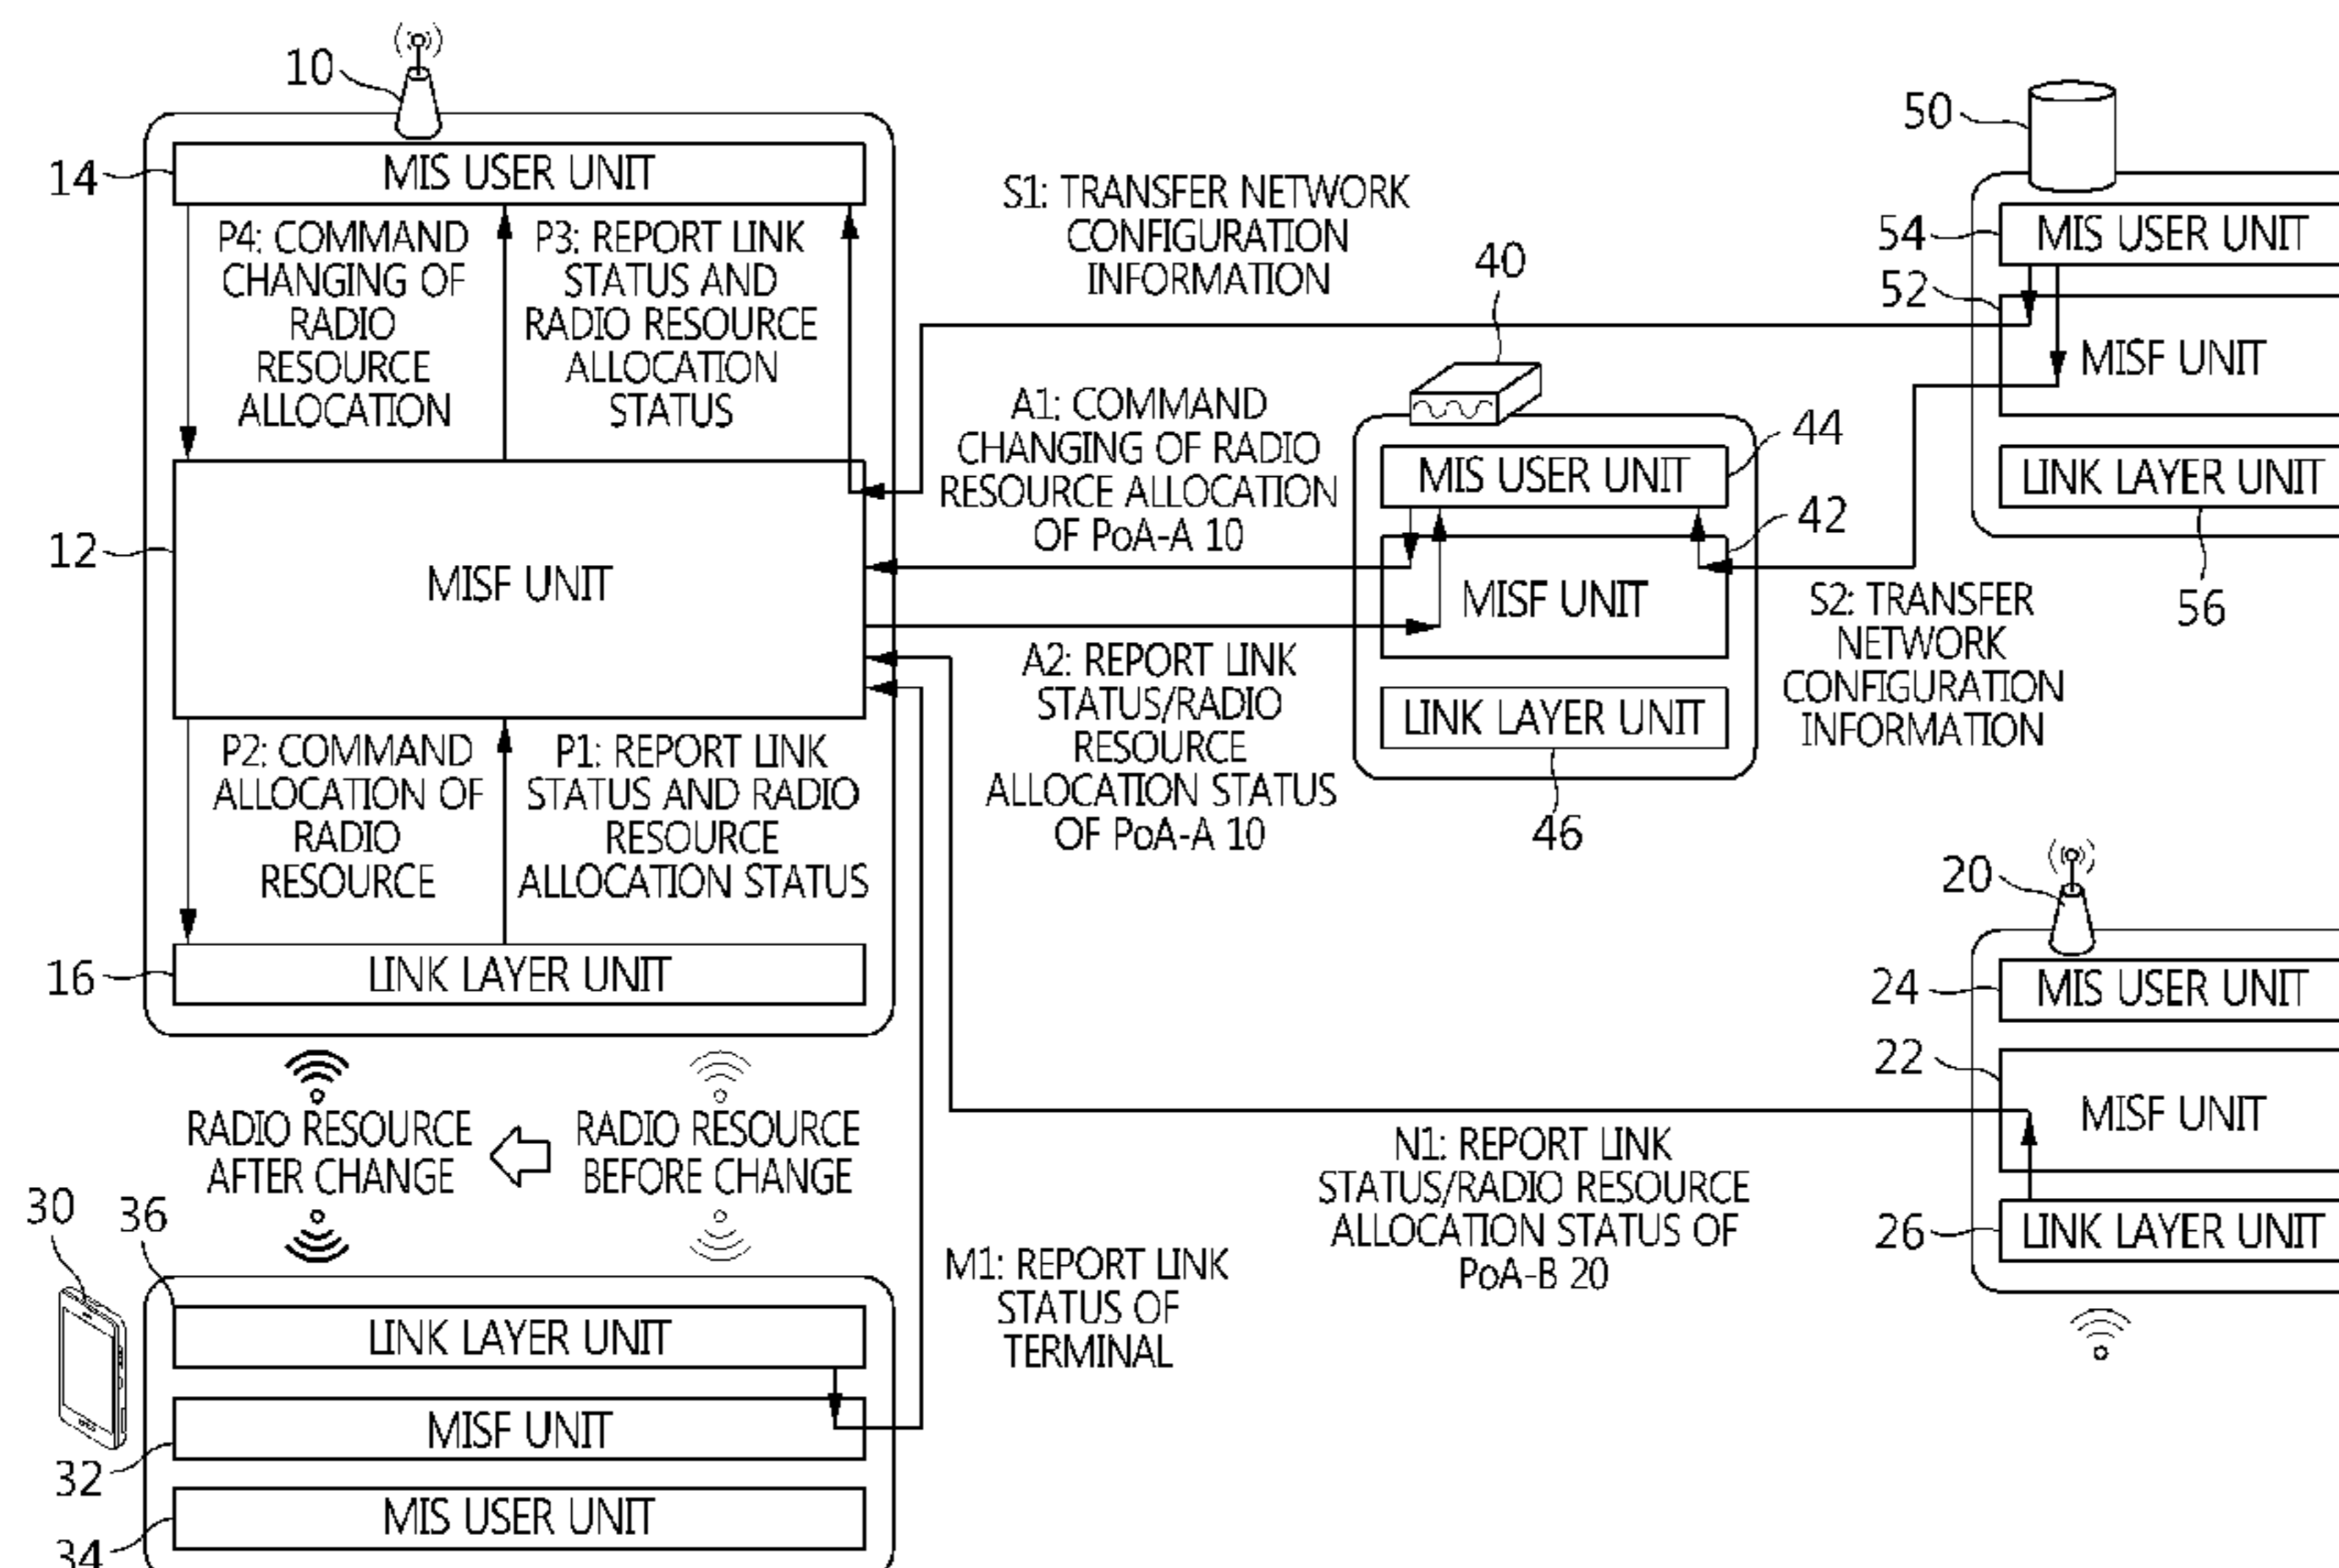 10
14
MIS USER UNIT
P4: COMMAND
CHANGING OF
RADIO
RESOURCE
ALLOCATION
P3: REPORT LINK
STATUS AND
RADIO RESOURCE
ALLOCATION
STATUS
12
MISF UNIT
P2: COMMAND
ALLOCATION OF
RADIO
RESOURCE
P1: REPORT LINK
STATUS AND RADIO
RESOURCE
ALLOCATION STATUS
16
LINK LAYER UNIT
S1: TRANSFER NETWORK
CONFIGURATION
INFORMATION
A1: COMMAND
CHANGING OF RADIO
RESOURCE ALLOCATION
OF PoA-A 10
A2: REPORT LINK
STATUS/RADIO
RESOURCE
ALLOCATION STATUS
OF PoA-A 10
40
44
MIS USER UNIT
42
MISF UNIT
LINK LAYER UNIT
46
50
54
MIS USER UNIT
52
MISF UNIT
LINK LAYER UNIT
56
S2: TRANSFER
NETWORK
CONFIGURATION
INFORMATION
20
24
MIS USER UNIT
22
MISF UNIT
26
LINK LAYER UNIT
N1: REPORT LINK
STATUS/RADIO RESOURCE
ALLOCATION STATUS OF
PoA-B 20
RADIO RESOURCE
AFTER CHANGE
RADIO RESOURCE
BEFORE CHANGE
M1: REPORT LINK
STATUS OF
TERMINAL
30
36
LINK LAYER UNIT
MISF UNIT
32
MIS USER UNIT
34